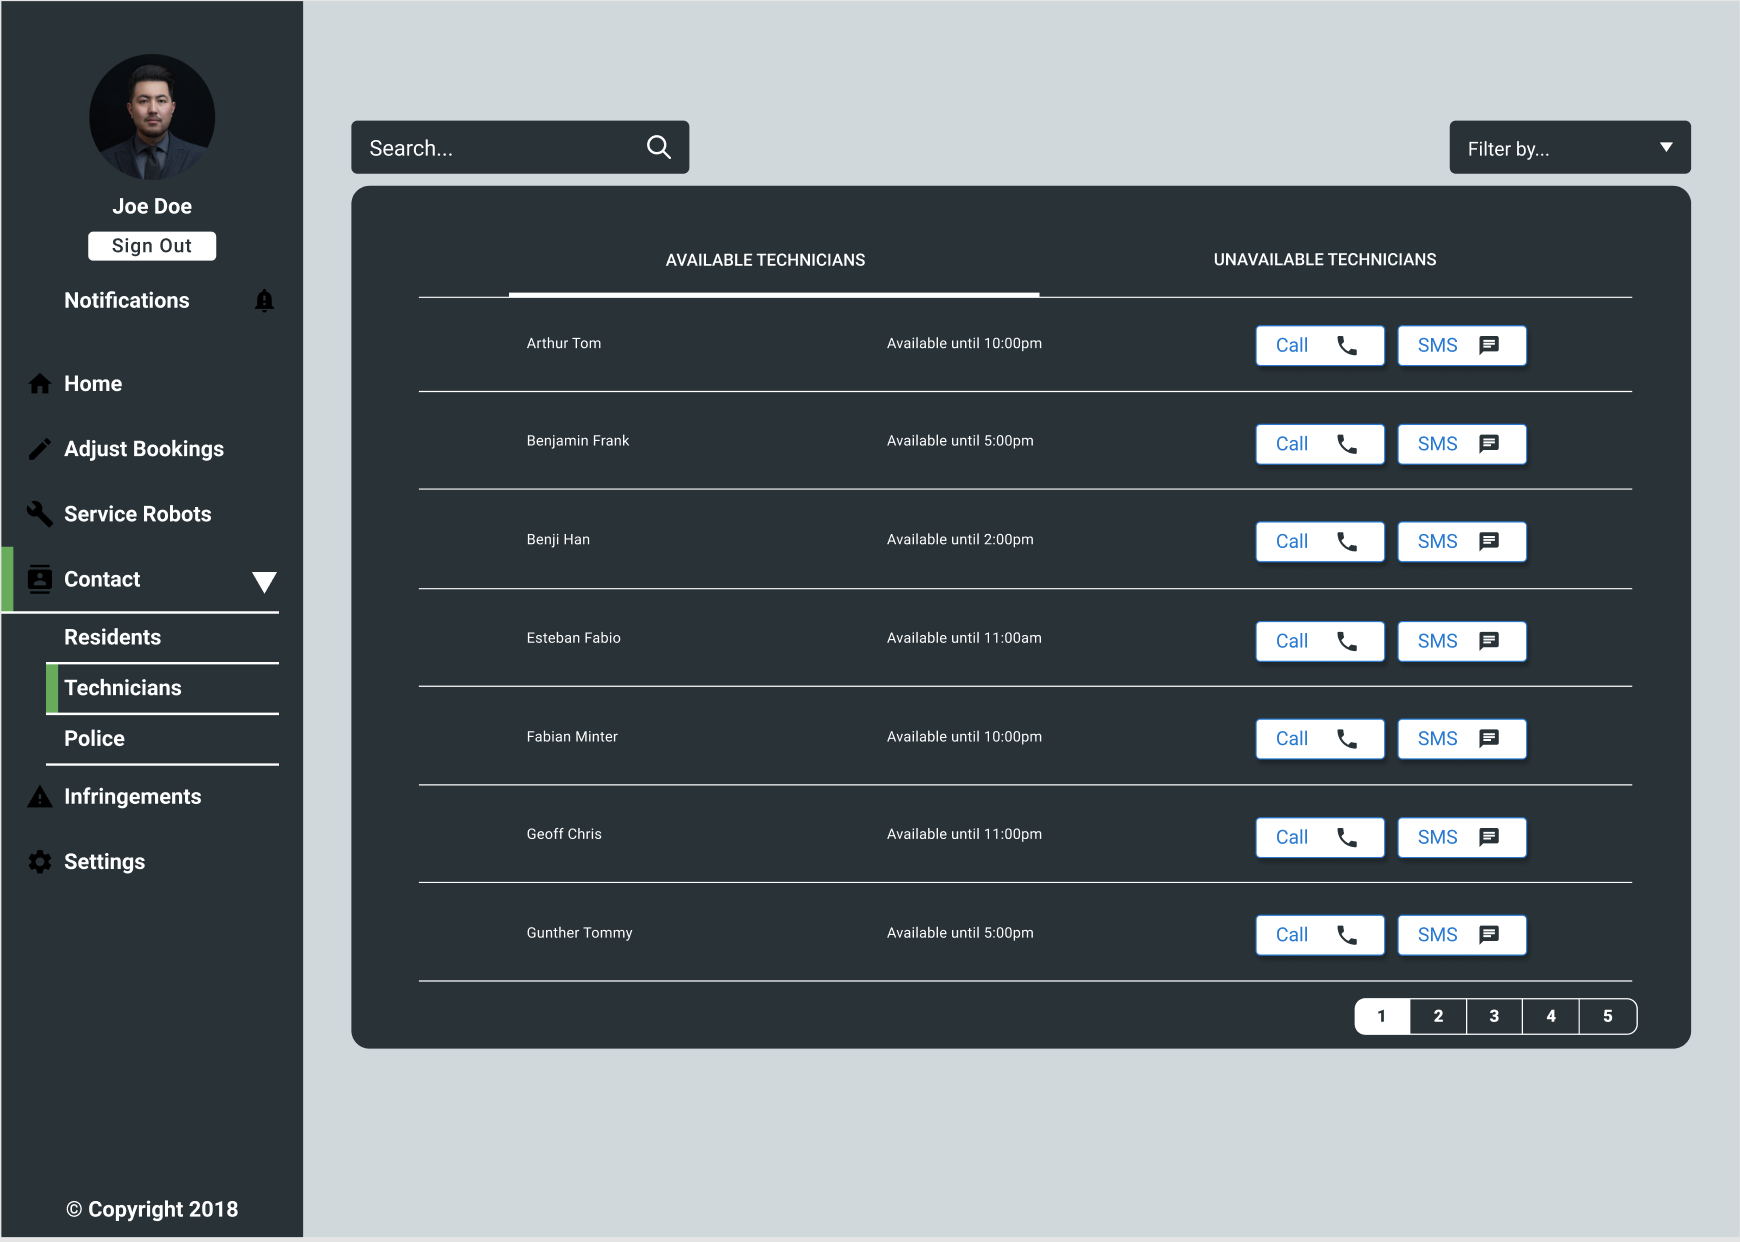 Joe Doe
Sign Out
Notifications
Home
Adjust Bookings
Service Robots
Contact
Residents
Technicians
Police
Infringements
Settings
© Copyright 2018
Search...
Filter by...
AVAILABLE TECHNICIANS UNAVAILABLE TECHNICIANS
Arthur Tom Available until 10:00pm Call SMS
Benjamin Frank Available until 5:00pm Call SMS
Benji Han Available until 2:00pm Call SMS
Esteban Fabio Available until 11:00am Call SMS
Fabian Minter Available until 10:00pm Call SMS
Geoff Chris Available until 11:00pm Call SMS
Gunther Tommy Available until 5:00pm Call SMS
1 2 3 4 5